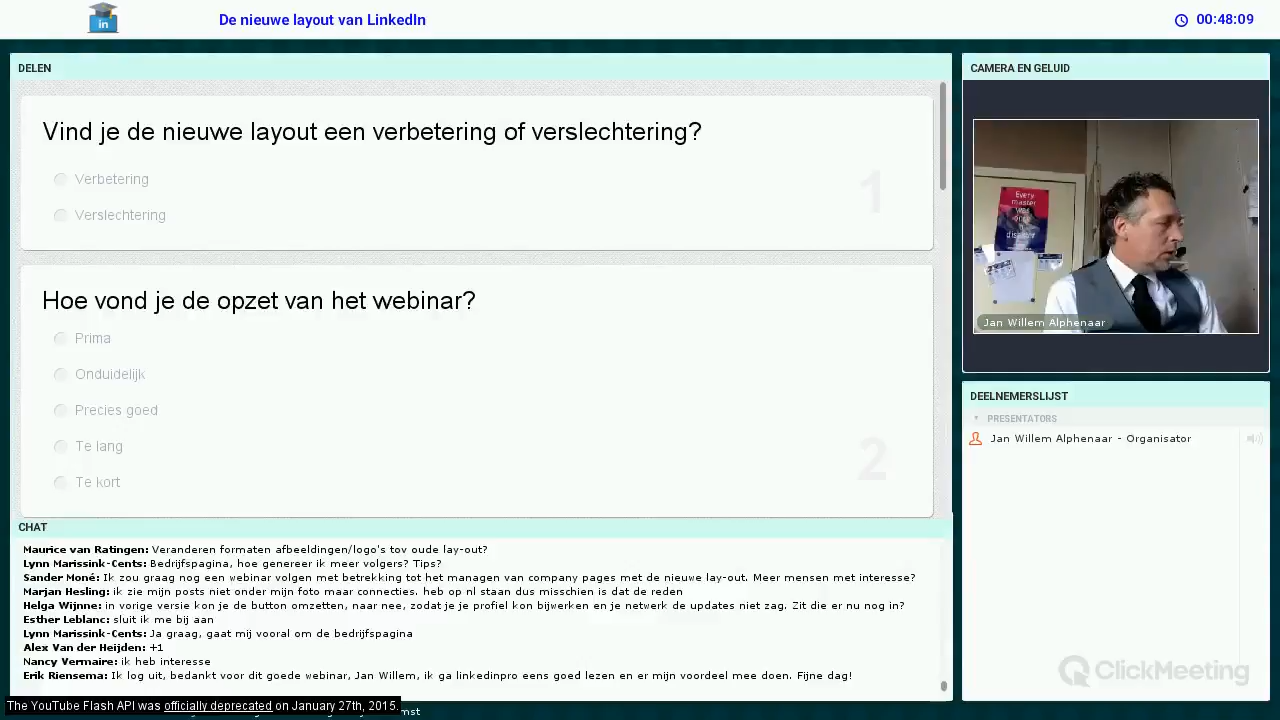 in
De nieuwe layout van LinkedIn
00:48:09
DELEN
Vind je de nieuwe layout een verbetering of verslechtering?
Verbetering
Verslechtering
1
Hoe vond je de opzet van het webinar?
Prima
Onduidelijk
Precies goed
Te lang
Te kort
2
CHAT
Maurice van Ratingen: Veranderen formaten afbeeldingen/logo's tov oude lay-out?
Lynn Marissink-Cents: Bedrijfspagina, hoe genereer ik meer volgers? Tips?
Sander Moné: Ik zou graag nog een webinar volgen met betrekking tot het managen van company pages met de nieuwe lay-out. Meer mensen met interesse?
Marjan Hesling: ik zie mijn posts niet onder mijn foto maar connecties. heb op nl staan dus misschien is dat de reden
Helga Wijnne: in vorige versie kon je de button omzetten, naar nee, zodat je je profiel kon bijwerken en je netwerk de updates niet zag. Zit die er nu nog in?
Esther Leblanc: sluit ik me bij aan
Lynn Marissink-Cents: Ja graag, gaat mij vooral om de bedrijfspagina
Alex Van der Heijden: +1
Nancy Vermaire: ik heb interesse
Erik Riensema: Ik log uit, bedankt voor dit goede webinar, Jan Willem, ik ga linkedinpro eens goed lezen en er mijn voordeel mee doen. Fijne dag!
The YouTube Flash API was officially deprecated on January 27th, 2015.
CAMERA EN GELUID
Every
master
was
once
a
disaster
Jan Willem Alphenaar
DEELNEMERSLIJST
PRESENTATORS
Jan Willem Alphenaar - Organisator
ClickMeeting